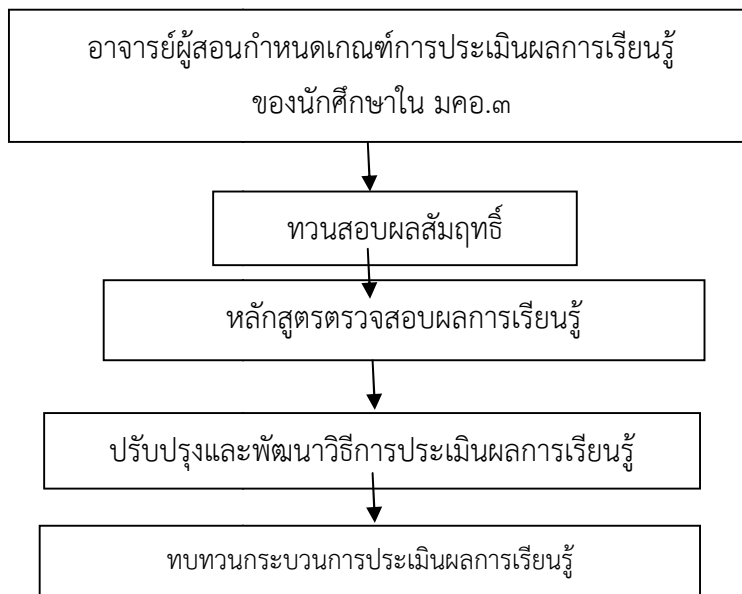 อาจารย์ผู้สอนกำหนดเกณฑ์การประเมินผลการเรียนรู้
ของนักศึกษาใน มคอ.๓
ทวนสอบผลสัมฤทธิ์
หลักสูตรตรวจสอบผลการเรียนรู้
ปรับปรุงและพัฒนาวิธีการประเมินผลการเรียนรู้
ทบทวนกระบวนการประเมินผลการเรียนรู้